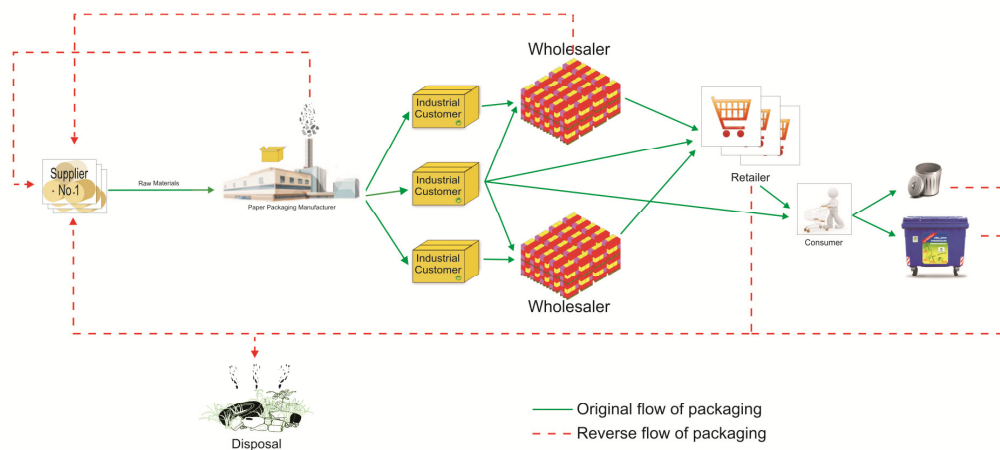 Wholesaler
Industrial
Customer
Supplier
No.1
Raw Materials
Paper Packaging Manufacturer
Industrial
Customer
Retailer
Consumer
Industrial
Customer
Wholesaler
Disposal
Original flow of packaging
Reverse flow of packaging